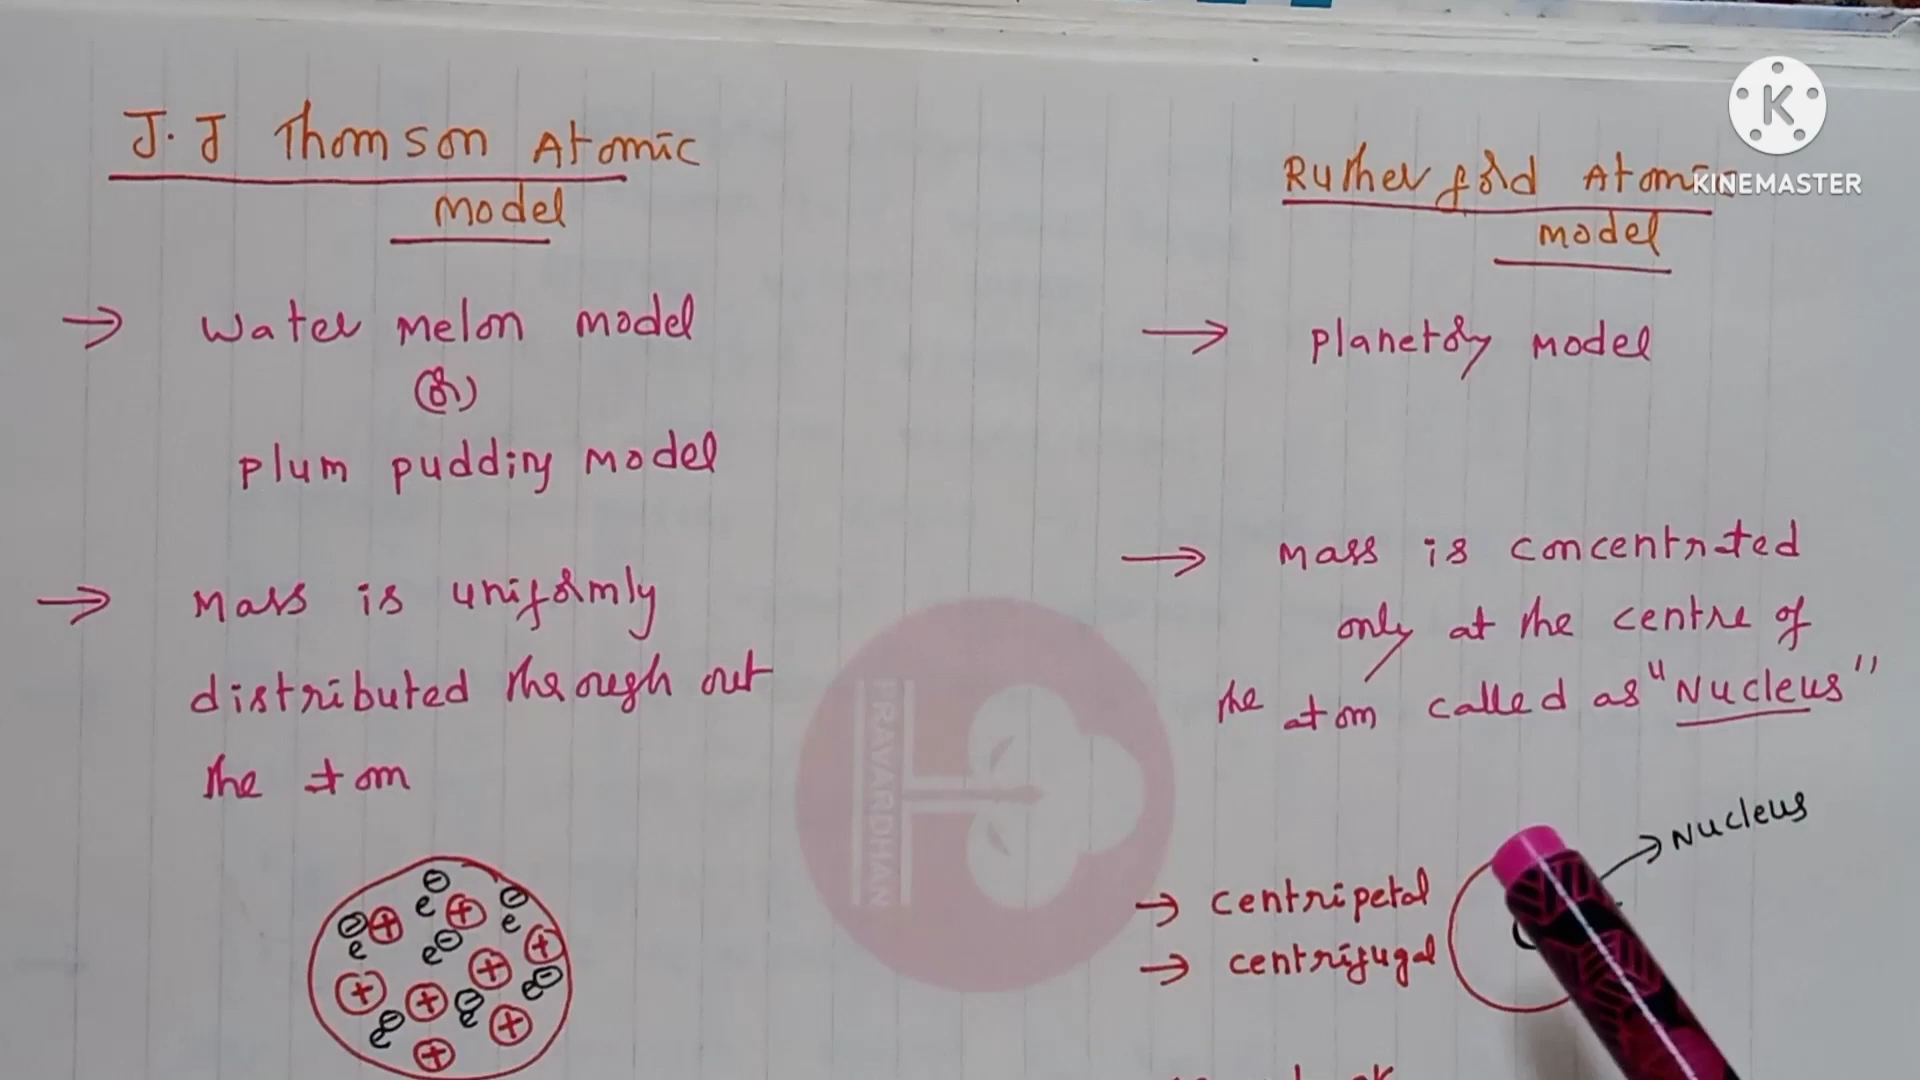 J. J Thomson Atomic
model
→ Water Melon model
(or)
plum pudding model
→ Mass is uniformly
distributed through out
the atom
Rutherford Atomic
model
→ planetory model
→ Mass is concentrated
only at the centre of
the atom called as "Nucleus"
→ Nucleus
→ centripetal
→ centrifugal
e e e e e e e e
PRAVARDHAN
K
KINEMASTER